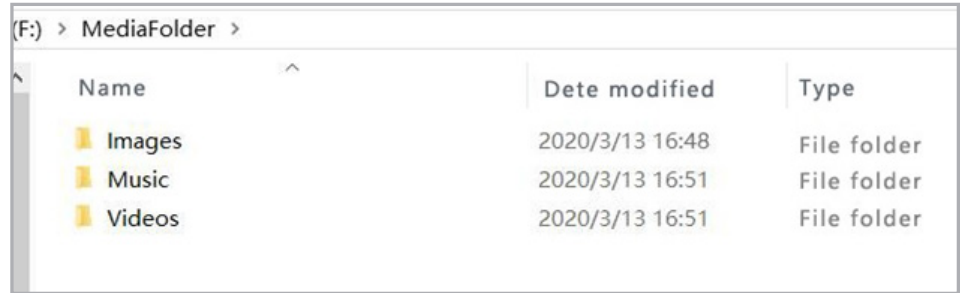 (F:) > MediaFolder >
Name Dete modified Type
Images 2020/3/13 16:48 File folder
Music 2020/3/13 16:51 File folder
Videos 2020/3/13 16:51 File folder